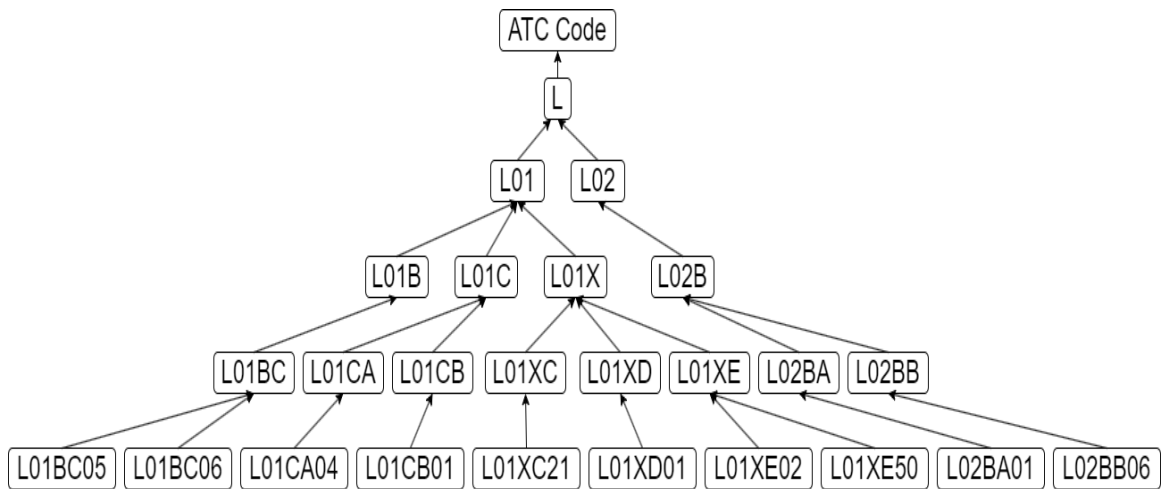 ATC Code
L
L01 L02
L01B L01C L01X L02B
L01BC L01CA L01CB L01XC L01XD L01XE L02BA L02BB
L01BC05 L01BC06 L01CA04 L01CB01 L01XC21 L01XD01 L01XE02 L01XE50 L02BA01 L02BB06